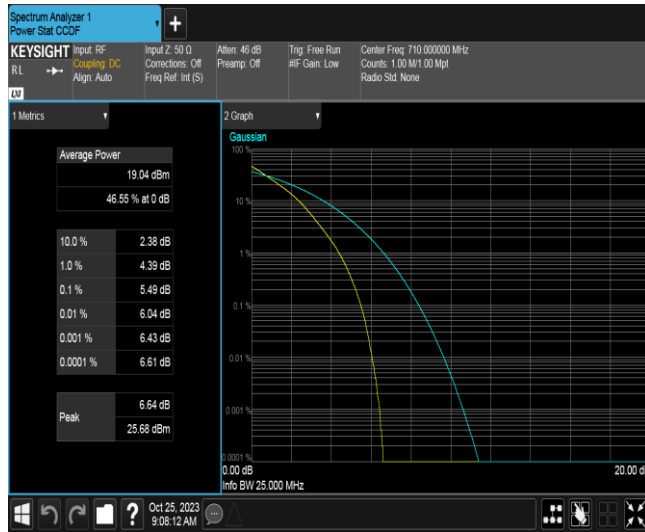 Spectrum Analyzer 1
Power Stat CCDF
+
KEYSIGHT
RL
LXI
Input: RF
Coupling: DC
Align: Auto
Input Z: 50 Ω
Corrections: Off
Freq Ref: Int (S)
Atten: 46 dB
Preamp: Off
Trig: Free Run
#IF Gain: Low
Center Freq: 710.000000 MHz
Counts: 1.00 M/1.00 Mpt
Radio Std: None
1 Metrics
Average Power
19.04 dBm
46.55 % at 0 dB
10.0 % 2.38 dB
1.0 % 4.39 dB
0.1 % 5.49 dB
0.01 % 6.04 dB
0.001 % 6.43 dB
0.0001 % 6.61 dB
Peak 6.64 dB
25.68 dBm
2 Graph
Gaussian
100 %
10 %
1 %
0.1 %
0.01 %
0.001 %
0.0001 %
0.00 dB 20.00 d
Info BW 25.000 MHz
?
Oct 25, 2023
9:08:12 AM